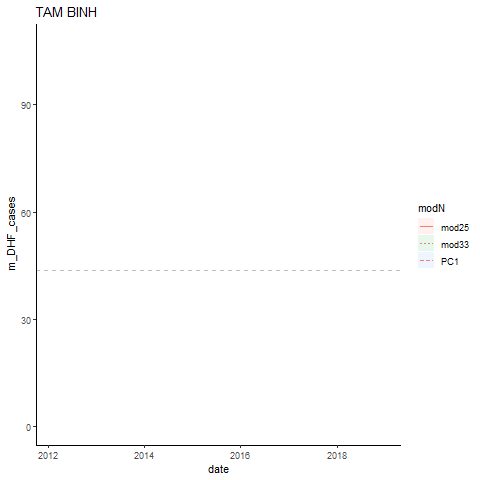 TAM BINH
m_DHF_cases
90
60
30
0
2012 2014 2016 2018
date
modN
mod25
mod33
PC1